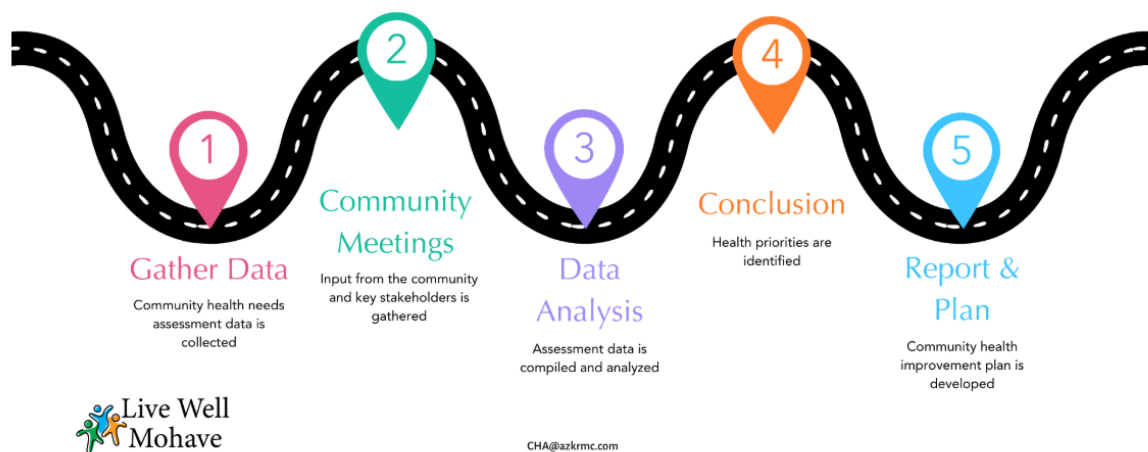 1
Gather Data
Community health needs
assessment data is
collected
2
Community
Meetings
Input from the community
and key stakeholders is
gathered
3
Data
Analysis
Assessment data is
compiled and analyzed
4
Conclusion
Health priorities are
identified
5
Report &
Plan
Community health
improvement plan is
developed
Live Well
Mohave
CHA@azkrmc.com